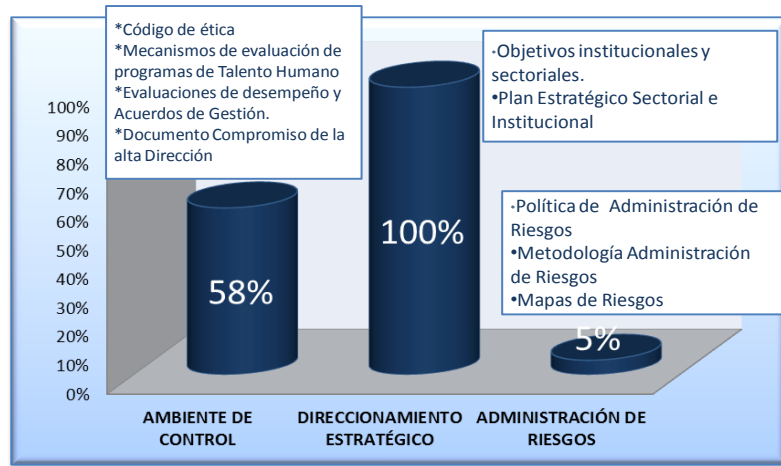 *Código de ética
*Mecanismos de evaluación de
programas de Talento Humano
*Evaluaciones de desempeño y
Acuerdos de Gestión.
*Documento Compromiso de la
alta Dirección
•Objetivos institucionales y
sectoriales.
•Plan Estratégico Sectorial e
Institucional
•Política de Administración de
Riesgos
•Metodología Administración
de Riesgos
•Mapas de Riesgos
100%
90%
80%
70%
60%
50%
40%
30%
20%
10%
0%
58%
100%
5%
AMBIENTE DE
CONTROL
DIRECCIONAMIENTO
ESTRATÉGICO
ADMINISTRACIÓN DE
RIESGOS